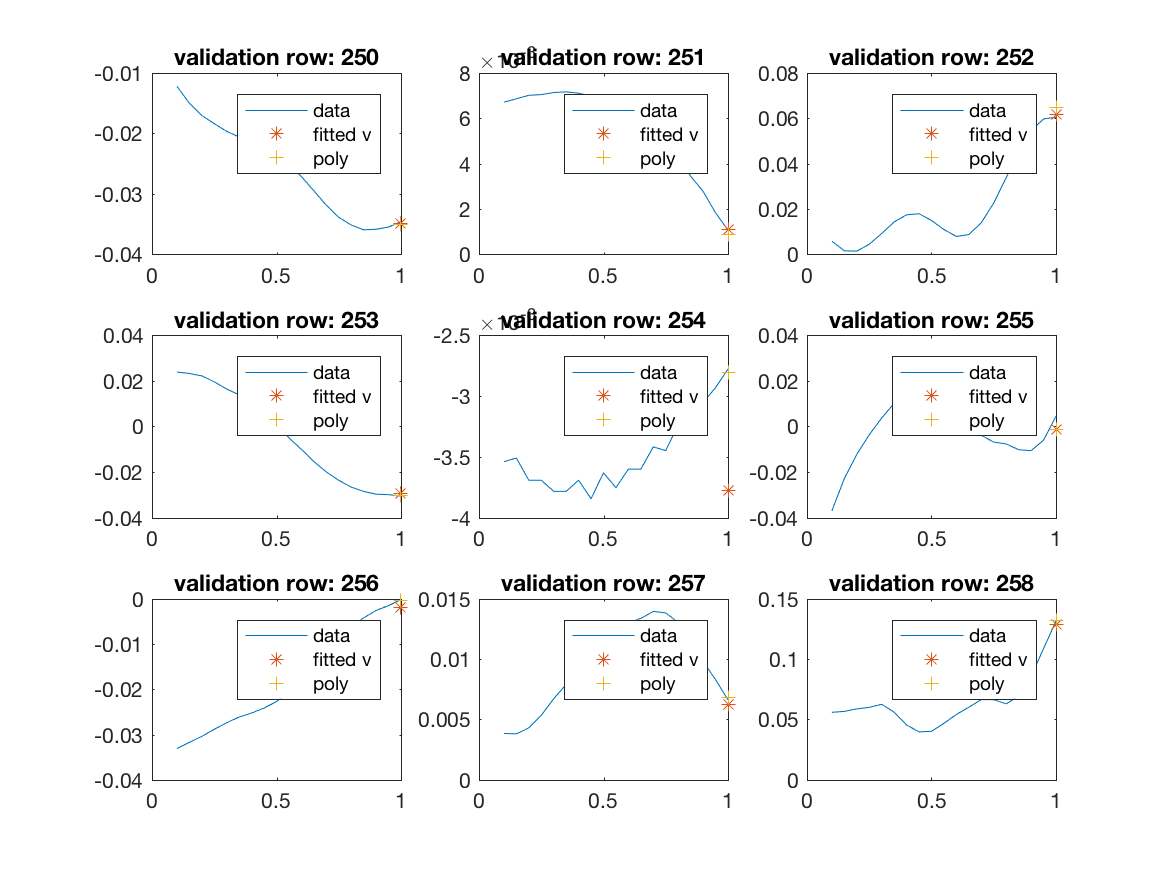 validation row: 250
-0.01
-0.02
-0.03
-0.04
0 0.5 1
data
fitted v
poly
validation row: 251
8
6
4
2
0
0 0.5 1
data
fitted v
poly
validation row: 252
0.08
0.06
0.04
0.02
0
0 0.5 1
data
fitted v
poly
validation row: 253
0.04
0.02
0
-0.02
-0.04
0 0.5 1
data
fitted v
poly
validation row: 254
-2.5
-3
-3.5
-4
0 0.5 1
data
fitted v
poly
validation row: 255
0.04
0.02
0
-0.02
-0.04
0 0.5 1
data
fitted v
poly
validation row: 256
0
-0.01
-0.02
-0.03
-0.04
0 0.5 1
data
fitted v
poly
validation row: 257
0.015
0.01
0.005
0
0 0.5 1
data
fitted v
poly
validation row: 258
0.15
0.1
0.05
0
0 0.5 1
data
fitted v
poly